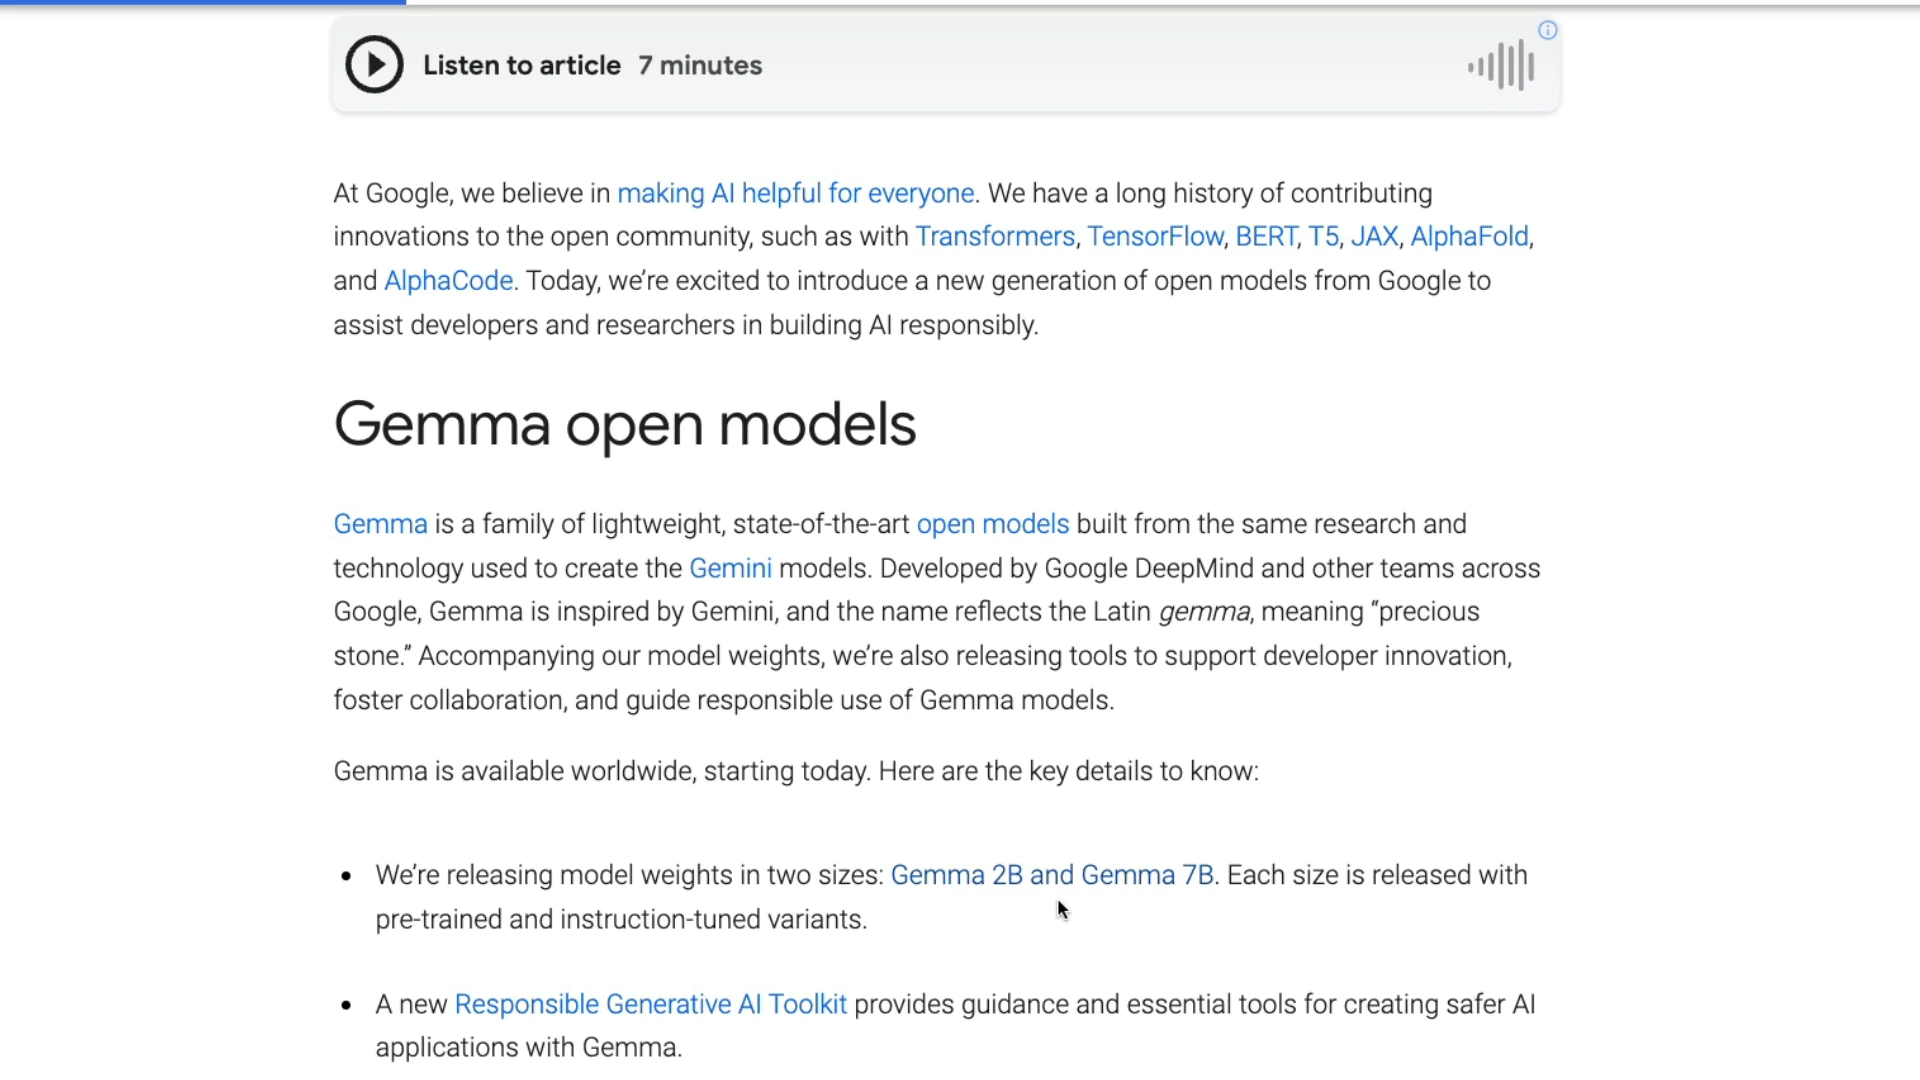 Listen to article 7 minutes
At Google, we believe in making AI helpful for everyone. We have a long history of contributing
innovations to the open community, such as with Transformers, TensorFlow, BERT, T5, JAX, AlphaFold,
and AlphaCode. Today, we’re excited to introduce a new generation of open models from Google to
assist developers and researchers in building AI responsibly.
Gemma open models
Gemma is a family of lightweight, state-of-the-art open models built from the same research and
technology used to create the Gemini models. Developed by Google DeepMind and other teams across
Google, Gemma is inspired by Gemini, and the name reflects the Latin gemma, meaning “precious
stone.” Accompanying our model weights, we’re also releasing tools to support developer innovation,
foster collaboration, and guide responsible use of Gemma models.
Gemma is available worldwide, starting today. Here are the key details to know:
• We’re releasing model weights in two sizes: Gemma 2B and Gemma 7B. Each size is released with
pre-trained and instruction-tuned variants.
• A new Responsible Generative AI Toolkit provides guidance and essential tools for creating safer AI
applications with Gemma.